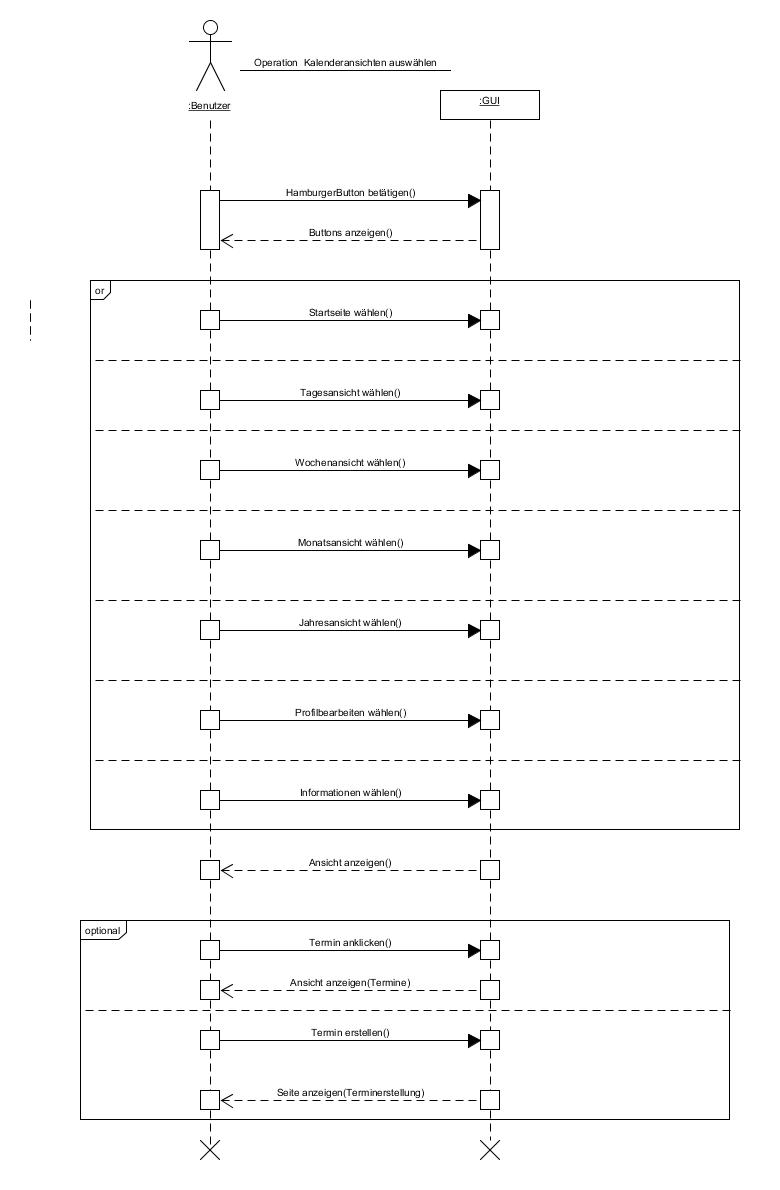 Operation  Kalenderansichten auswählen
:Benutzer
:GUI
HamburgerButton betätigen()
Buttons anzeigen()
or
Startseite wählen()
Tagesansicht wählen()
Wochenansicht wählen()
Monatsansicht wählen()
Jahresansicht wählen()
Profilbearbeiten wählen()
Informationen wählen()
Ansicht anzeigen()
optional
Termin anklicken()
Ansicht anzeigen(Termine)
Termin erstellen()
Seite anzeigen(Terminerstellung)